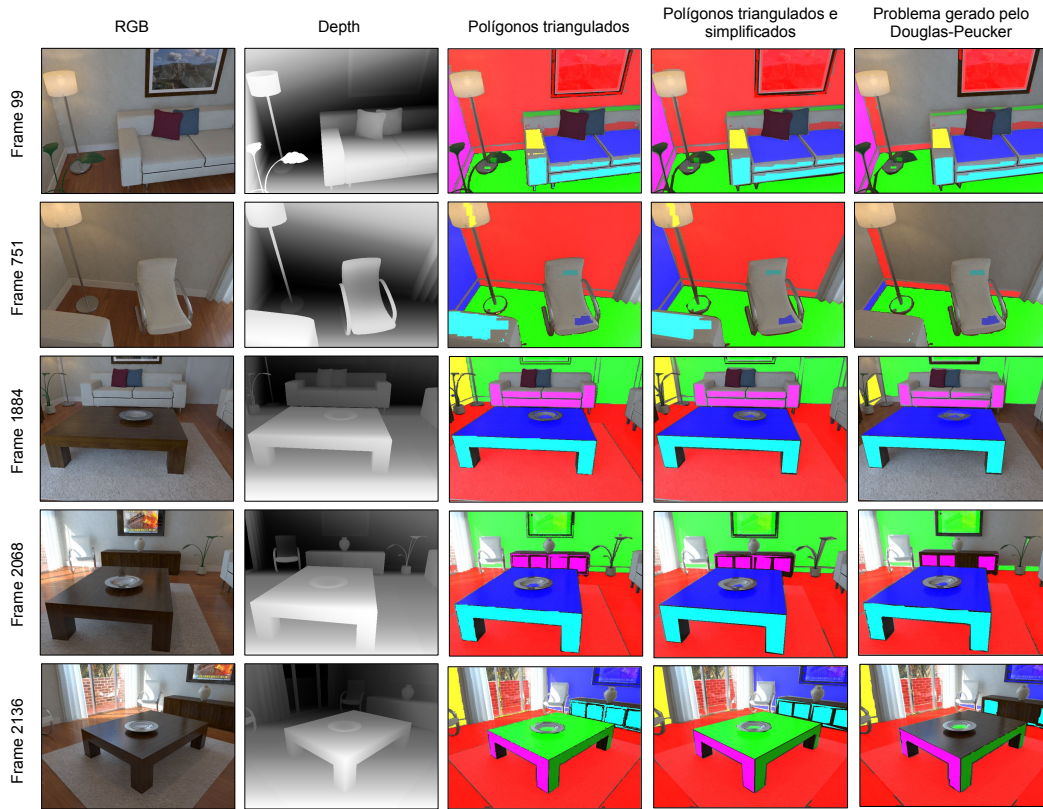 RGB
Depth
Polígonos triangulados
Polígonos triangulados e
simplificados
Problema gerado pelo
Douglas-Peucker
Frame 99
Frame 751
Frame 1884
Frame 2068
Frame 2136